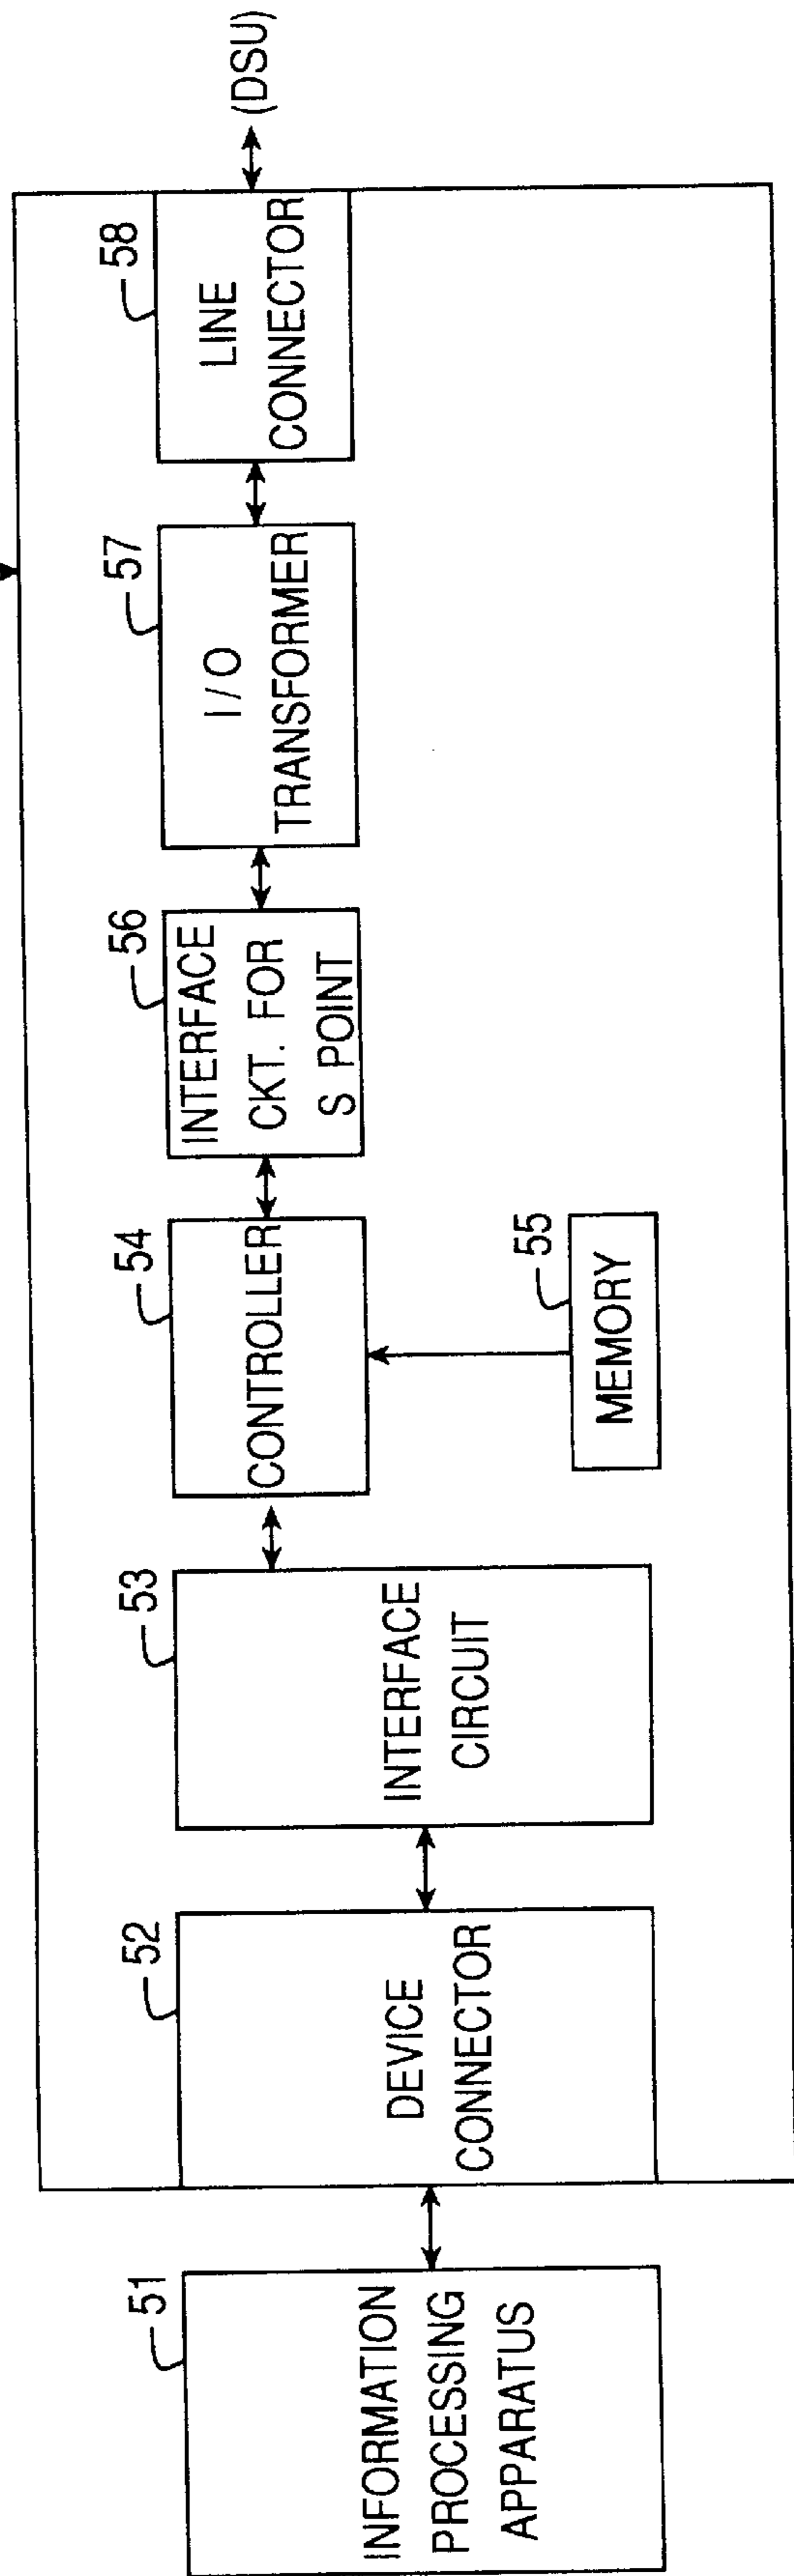 51
INFORMATION
PROCESSING
APPARATUS
52
DEVICE
CONNECTOR
53
INTERFACE
CIRCUIT
54
CONTROLLER
55
MEMORY
56
INTERFACE
CKT. FOR
S POINT
57
I/O
TRANSFORMER
58
LINE
CONNECTOR
(DSU)